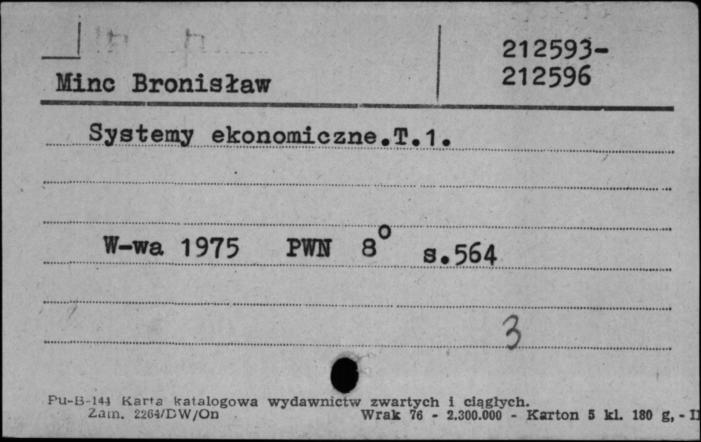 212593-
212596
Minc Bronisław
Systemy ekonomiczne.T.1.
W-wa 1975 PWN 8° s.564
3
Pu-B-144 Karta katalogowa wydawnictw zwartych i ciągłych.
Zam. 2264/DW/On Wrak 76 - 2.300.000 - Karton 5 kl. 180 g, -